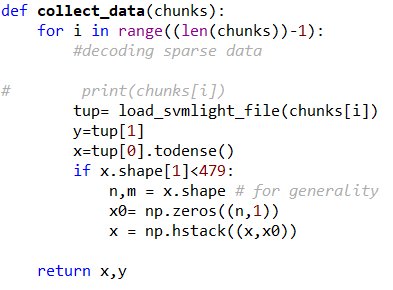 def collect_data(chunks):
    for i in range((len(chunks))-1):
        #decoding sparse data
#        print(chunks[i])
        tup= load_svmlight_file(chunks[i])
        y=tup[1]
        x=tup[0].todense()
        if x.shape[1]<479:
            n,m = x.shape # for generality
            x0= np.zeros((n,1))
            x = np.hstack((x,x0))
    return x,y